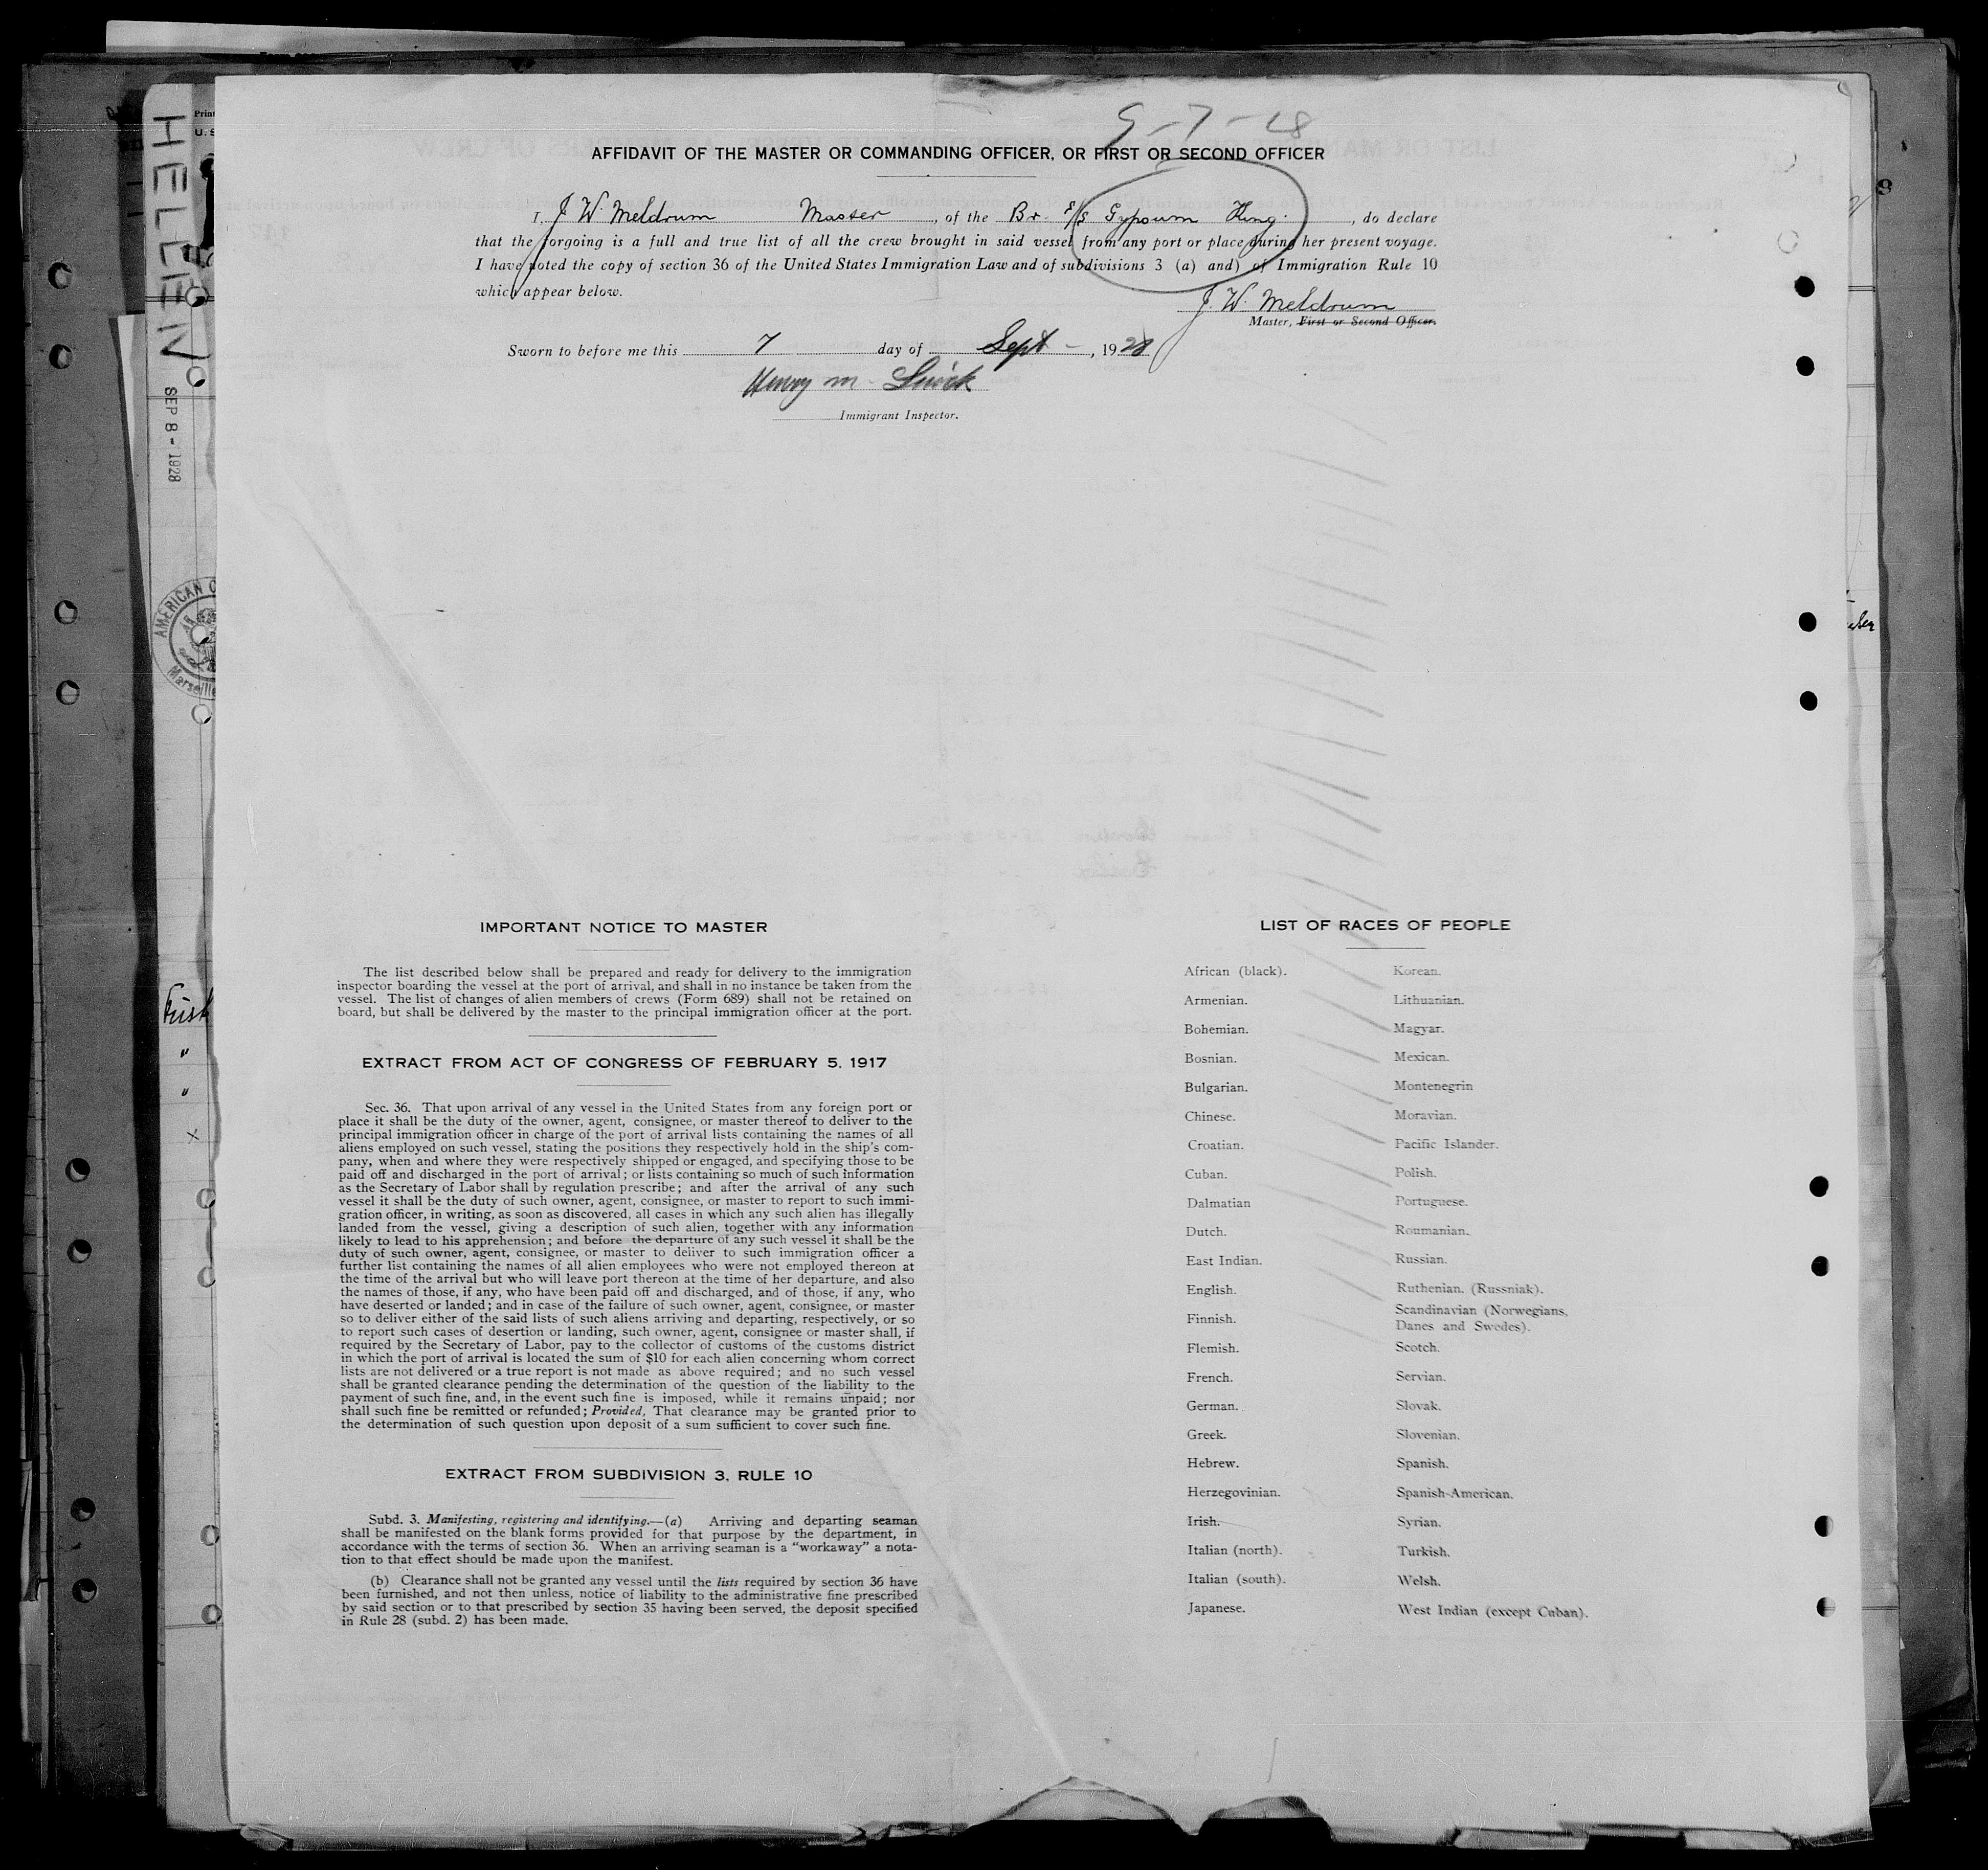 9-7-28
AFFIDAVIT OF THE MASTER OR COMMANDING OFFICER, OR FIRST OR SECOND OFFICER
I, J W. Meldrum Master, of the Br. S/S Gypsum King., do declare
that the forgoing is a full and true list of all the crew brought in said vessel from any port or place during her present voyage.
I have noted the copy of section 36 of the United States Immigration Law and of subdivisions 3 (a) and) of Immigration Rule 10
which appear below.
J. W. Meldrum
Master, First or Second Officer.
Sworn to before me this 7 day of Sept - , 1928
Henry M.
Immigrant Inspector.
HELLEN
SEP 8 - 1928
AMERICAN C
Marseille
First
"
"
x
IMPORTANT NOTICE TO MASTER
The list described below shall be prepared and ready for delivery to the immigration
inspector boarding the vessel at the port of arrival, and shall in no instance be taken from the
vessel. The list of changes of alien members of crews (Form 689) shall not be retained on
board, but shall be delivered by the master to the principal immigration officer at the port.
EXTRACT FROM ACT OF CONGRESS OF FEBRUARY 5, 1917
Sec. 36. That upon arrival of any vessel in the United States from any foreign port or
place it shall be the duty of the owner, agent, consignee, or master thereof to deliver to the
principal immigration officer in charge of the port of arrival lists containing the names of all
aliens employed on such vessel, stating the positions they respectively hold in the ship's com-
pany, when and where they were respectively shipped or engaged, and specifying those to be
paid off and discharged in the port of arrival; or lists containing so much of such information
as the Secretary of Labor shall by regulation prescribe; and after the arrival of any such
vessel it shall be the duty of such owner, agent, consignee, or master to report to such immi-
gration officer, in writing, as soon as discovered, all cases in which any such alien has illegally
landed from the vessel, giving a description of such alien, together with any information
likely to lead to his apprehension; and before the departure of any such vessel it shall be the
duty of such owner, agent, consignee, or master to deliver to such immigration officer a
further list containing the names of all alien employees who were not employed thereon at
the time of the arrival but who will leave port thereon at the time of her departure, and also
the names of those, if any, who have been paid off and discharged, and of those, if any, who
have deserted or landed; and in case of the failure of such owner, agent, consignee, or master
so to deliver either of the said lists of such aliens arriving and departing, respectively, or so
to report such cases of desertion or landing, such owner, agent, consignee or master shall, if
required by the Secretary of Labor, pay to the collector of customs of the customs district
in which the port of arrival is located the sum of $10 for each alien concerning whom correct
lists are not delivered or a true report is not made as above required; and no such vessel
shall be granted clearance pending the determination of the question of the liability to the
payment of such fine, and, in the event such fine is imposed, while it remains unpaid; nor
shall such fine be remitted or refunded; Provided, That clearance may be granted prior to
the determination of such question upon deposit of a sum sufficient to cover such fine.
EXTRACT FROM SUBDIVISION 3, RULE 10
Subd. 3. Manifesting, registering and identifying.—(a) Arriving and departing seaman
shall be manifested on the blank forms provided for that purpose by the department, in
accordance with the terms of section 36. When an arriving seaman is a "workaway" a nota-
tion to that effect should be made upon the manifest.
(b) Clearance shall not be granted any vessel until the lists required by section 36 have
been furnished, and not then unless, notice of liability to the administrative fine prescribed
by said section or to that prescribed by section 35 having been served, the deposit specified
in Rule 28 (subd. 2) has been made.
LIST OF RACES OF PEOPLE
African (black).
Armenian.
Bohemian.
Bosnian.
Bulgarian.
Chinese.
Croatian.
Cuban.
Dalmatian
Dutch.
East Indian.
English.
Finnish.
Flemish.
French.
German.
Greek.
Hebrew.
Herzegovinian.
Irish.
Italian (north).
Italian (south).
Japanese.
Korean.
Lithuanian.
Magyar.
Mexican.
Montenegrin
Moravian.
Pacific Islander.
Polish.
Portuguese.
Roumanian.
Russian.
Ruthenian. (Russniak).
Scandinavian (Norwegians,
Danes and Swedes).
Scotch.
Servian.
Slovak.
Slovenian.
Spanish.
Spanish-American.
Syrian.
Turkish.
Welsh.
West Indian (except Cuban).